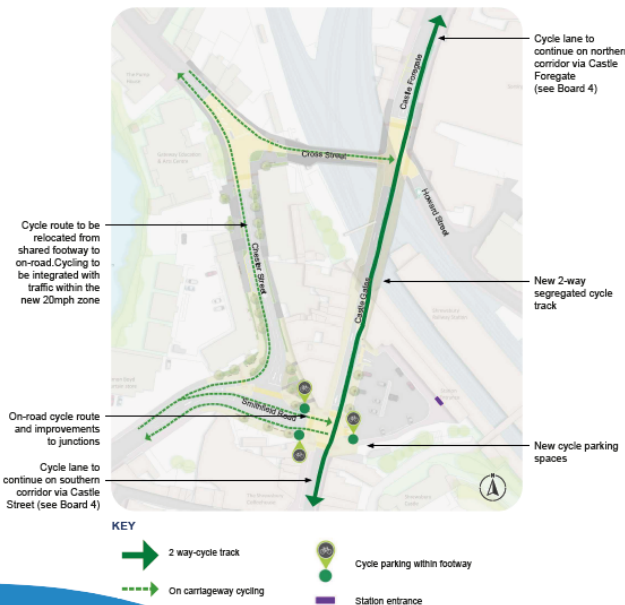 Cycle lane to
continue on northern
corridor via Castle
Foregate
(see Board 4)
Castle Foregate
Cross Street
Howard Street
Cycle route to be
relocated from
shared footway to
on-road.Cycling to
be integrated with
traffic within the
new 20mph zone
Chester Street
Castle Gates
New 2-way
segregated cycle
track
On-road cycle route
and improvements
to junctions
Smithfield Road
New cycle parking
spaces
Cycle lane to
continue on southern
corridor via Castle
Street (see Board 4)
KEY
2 way-cycle track
Cycle parking within footway
On carriageway cycling
Station entrance